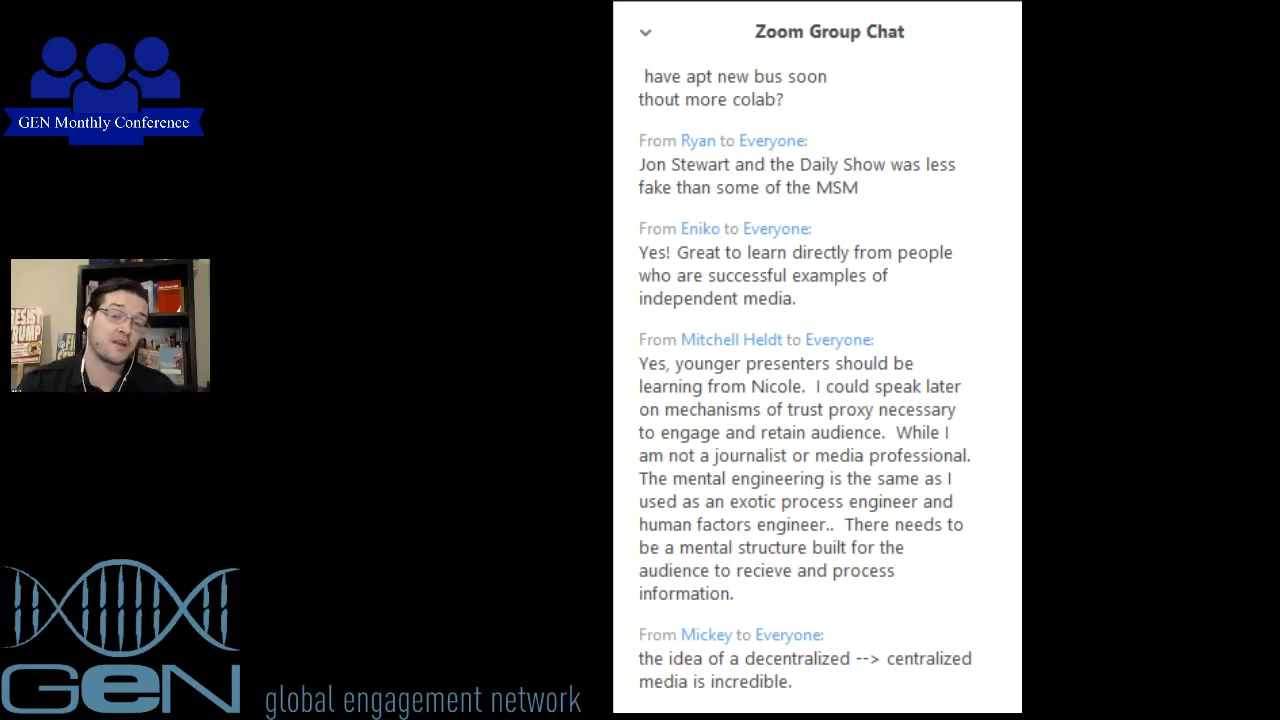 GEN Monthly Conference
RESIST
TRUMP
Zoom Group Chat
have apt new bus soon
thout more colab?
From Ryan to Everyone:
Jon Stewart and the Daily Show was less
fake than some of the MSM
From Eniko to Everyone:
Yes! Great to learn directly from people
who are successful examples of
independent media.
From Mitchell Heldt to Everyone:
Yes, younger presenters should be
learning from Nicole.  I could speak later
on mechanisms of trust proxy necessary
to engage and retain audience.  While I
am not a journalist or media professional.
The mental engineering is the same as I
used as an exotic process engineer and
human factors engineer..  There needs to
be a mental structure built for the
audience to recieve and process
information.
From Mickey to Everyone:
the idea of a decentralized --> centralized
media is incredible.
GeN
global engagement network